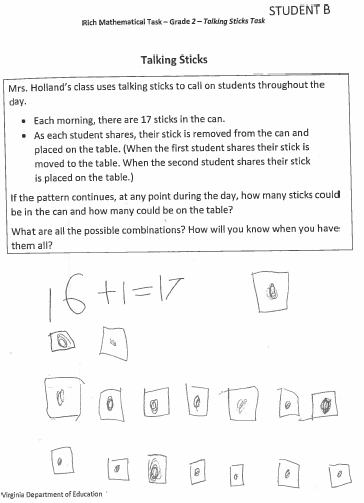 STUDENT B
Rich Mathematical Task – Grade 2 – Talking Sticks Task
Talking Sticks
Mrs. Holland's class uses talking sticks to call on students throughout the
day.
• Each morning, there are 17 sticks in the can.
• As each student shares, their stick is removed from the can and
placed on the table. (When the first student shares their stick is
moved to the table. When the second student shares their stick
is placed on the table.)
If the pattern continues, at any point during the day, how many sticks could
be in the can and how many could be on the table?
What are all the possible combinations? How will you know when you have
them all?
16+1=17
Virginia Department of Education